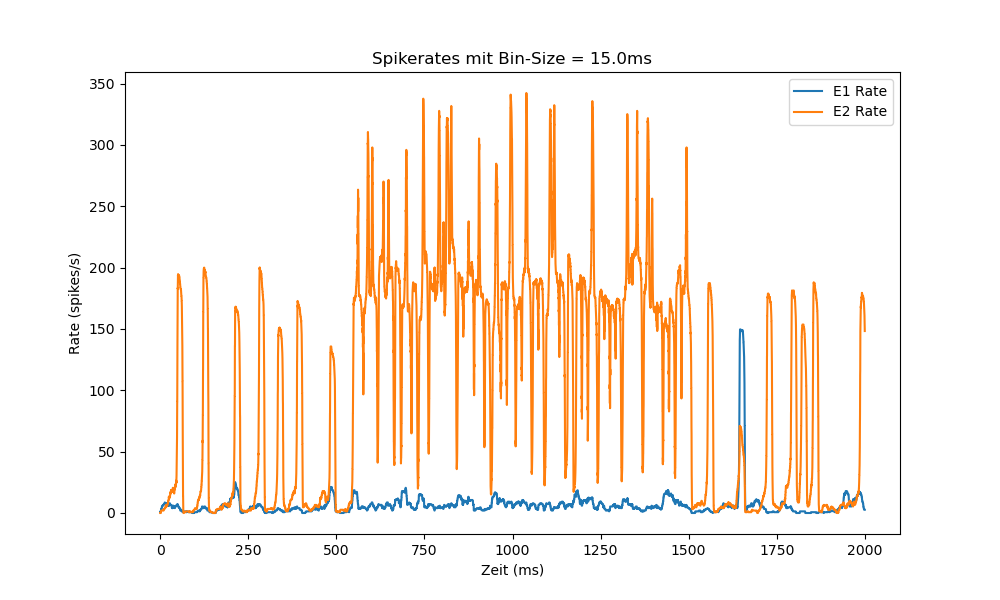 Spikerates mit Bin-Size = 15.0ms
E1 Rate
E2 Rate
Rate (spikes/s)
350
300
250
200
150
100
50
0
0 250 500 750 1000 1250 1500 1750 2000
Zeit (ms)